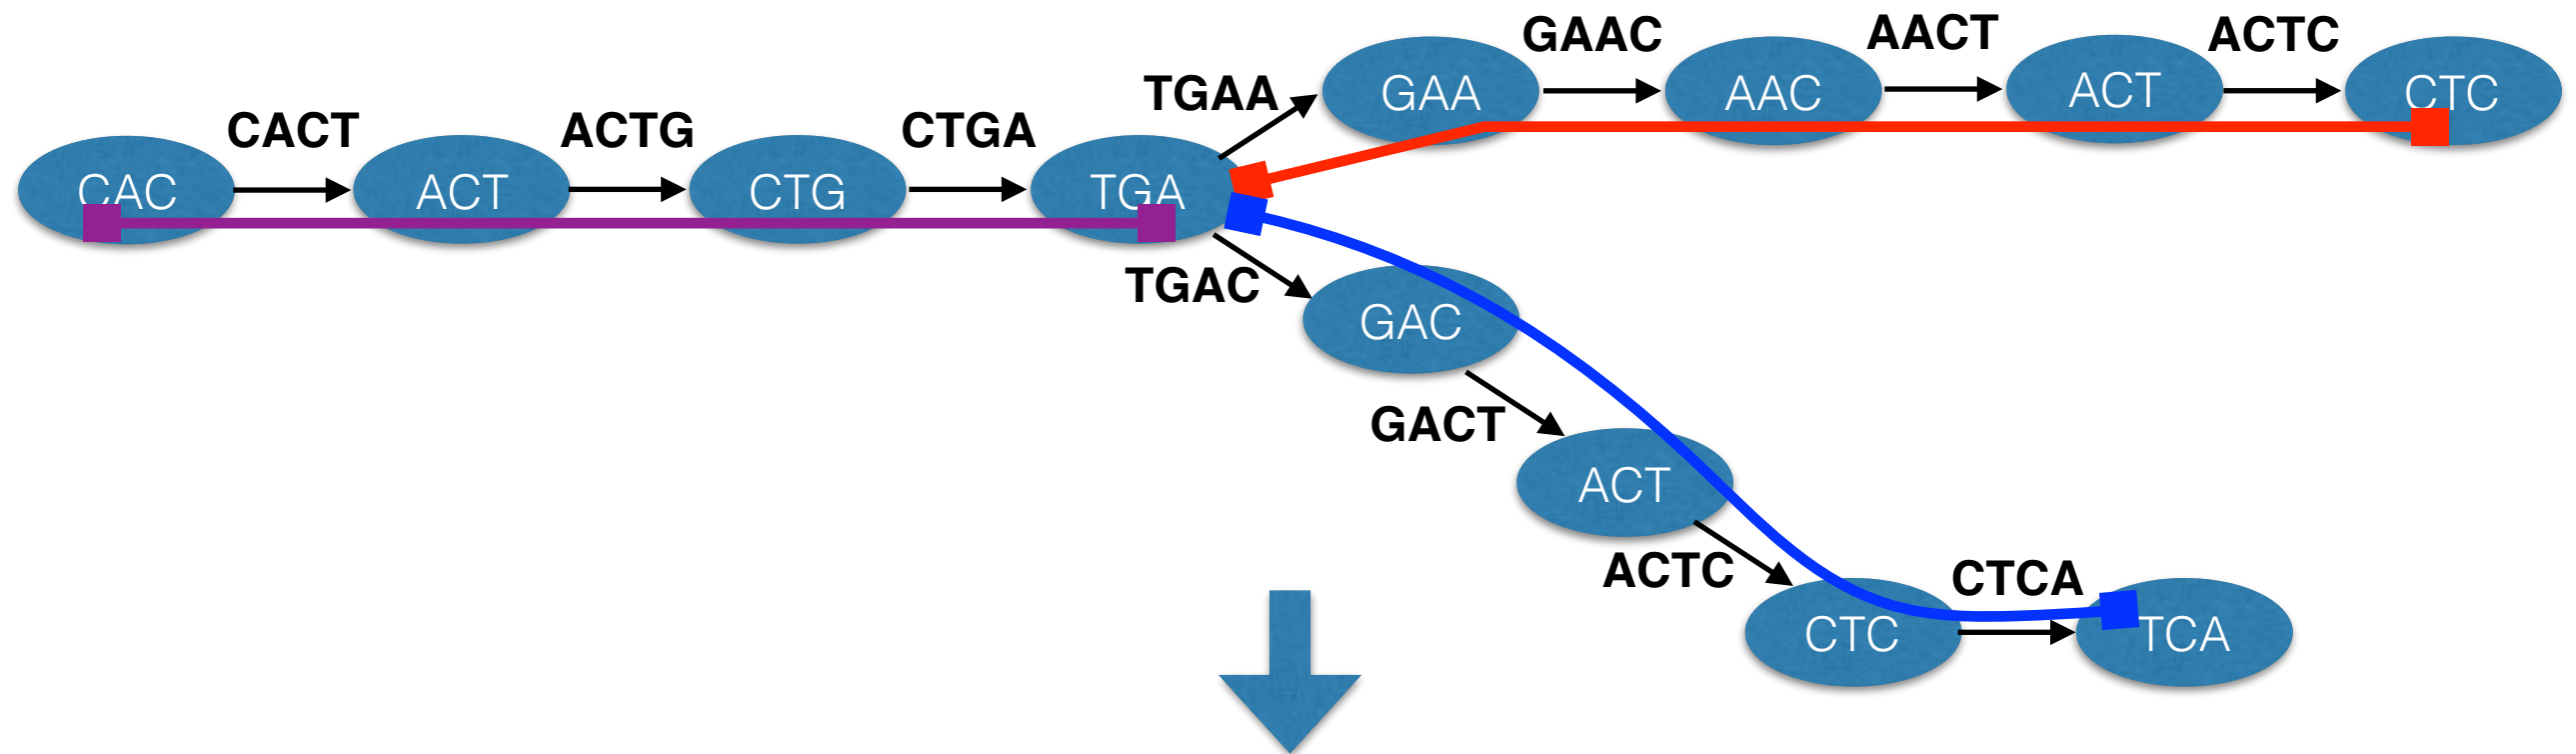 GAAC AACT ACTC
TGAA GAA AAC ACT CTC
CACT ACTG CTGA
CAC ACT CTG TGA
TGAC
GAC
GACT
ACT
ACTC CTCA
CTC TCA